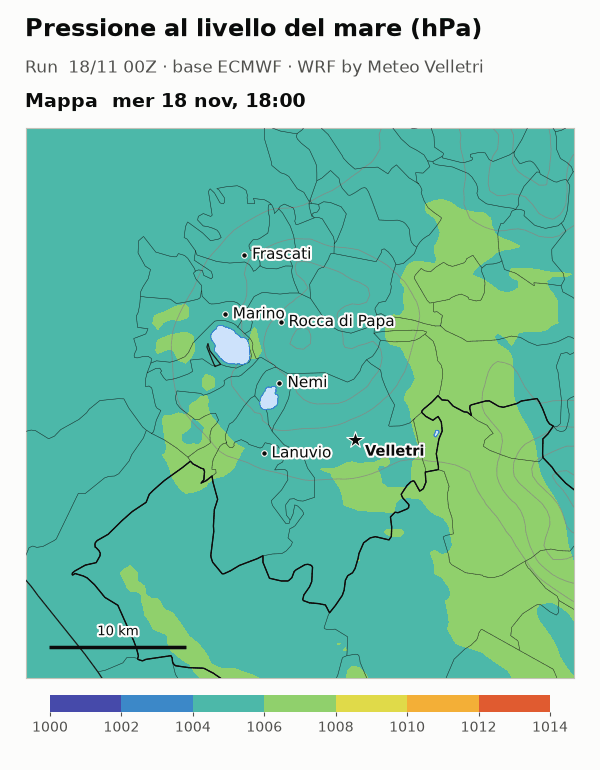 Pressione al livello del mare (hPa)
Run  18/11 00Z · base ECMWF · WRF by Meteo Velletri
Mappa  mer 18 nov, 18:00
Frascati
Marino
Rocca di Papa
Nemi
Velletri
Lanuvio
10 km
1000 1002 1004 1006 1008 1010 1012 1014